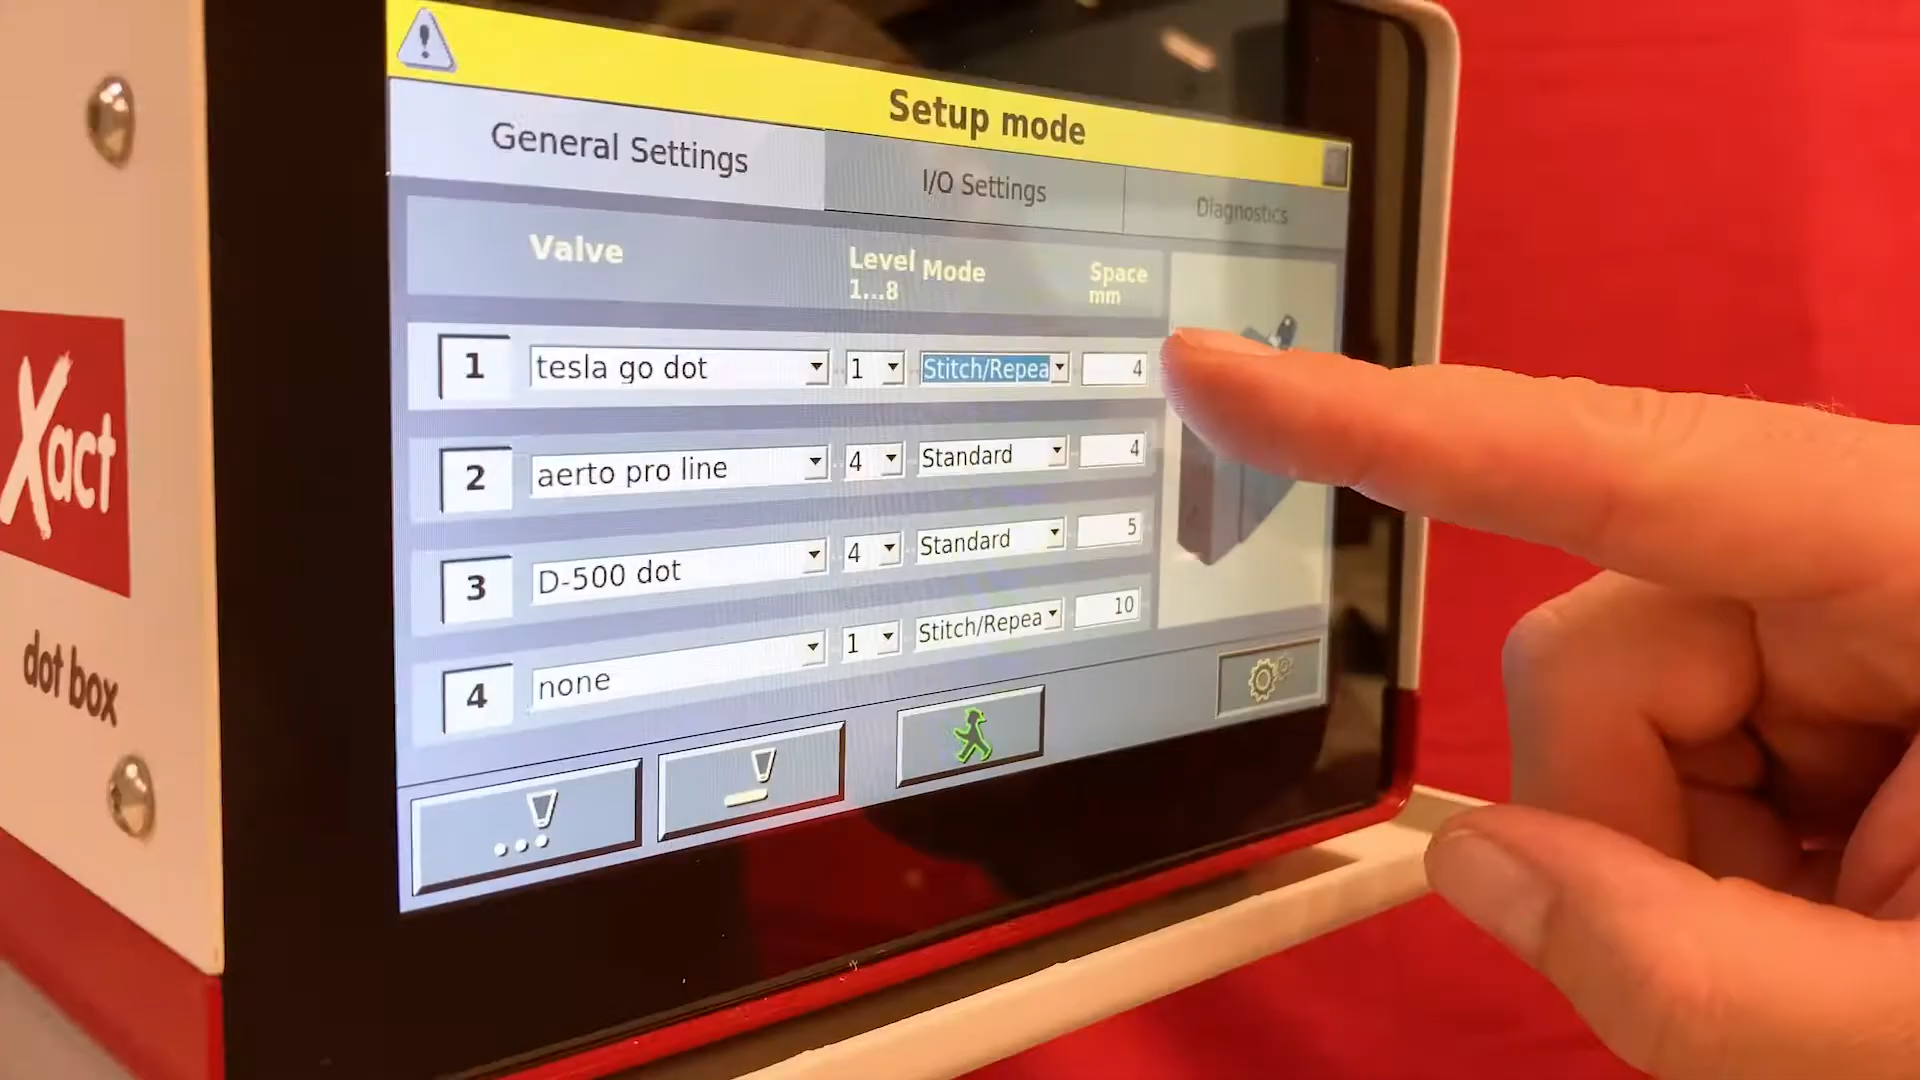 Setup mode
General Settings
I/O Settings
Diagnostics
Valve
Level
1...8
Mode
Space
mm
1
tesla go dot
1
Stitch/Repea
4
2
aerto pro line
4
Standard
4
3
D-500 dot
4
Standard
5
4
none
1
Stitch/Repea
10
Xact
dot box